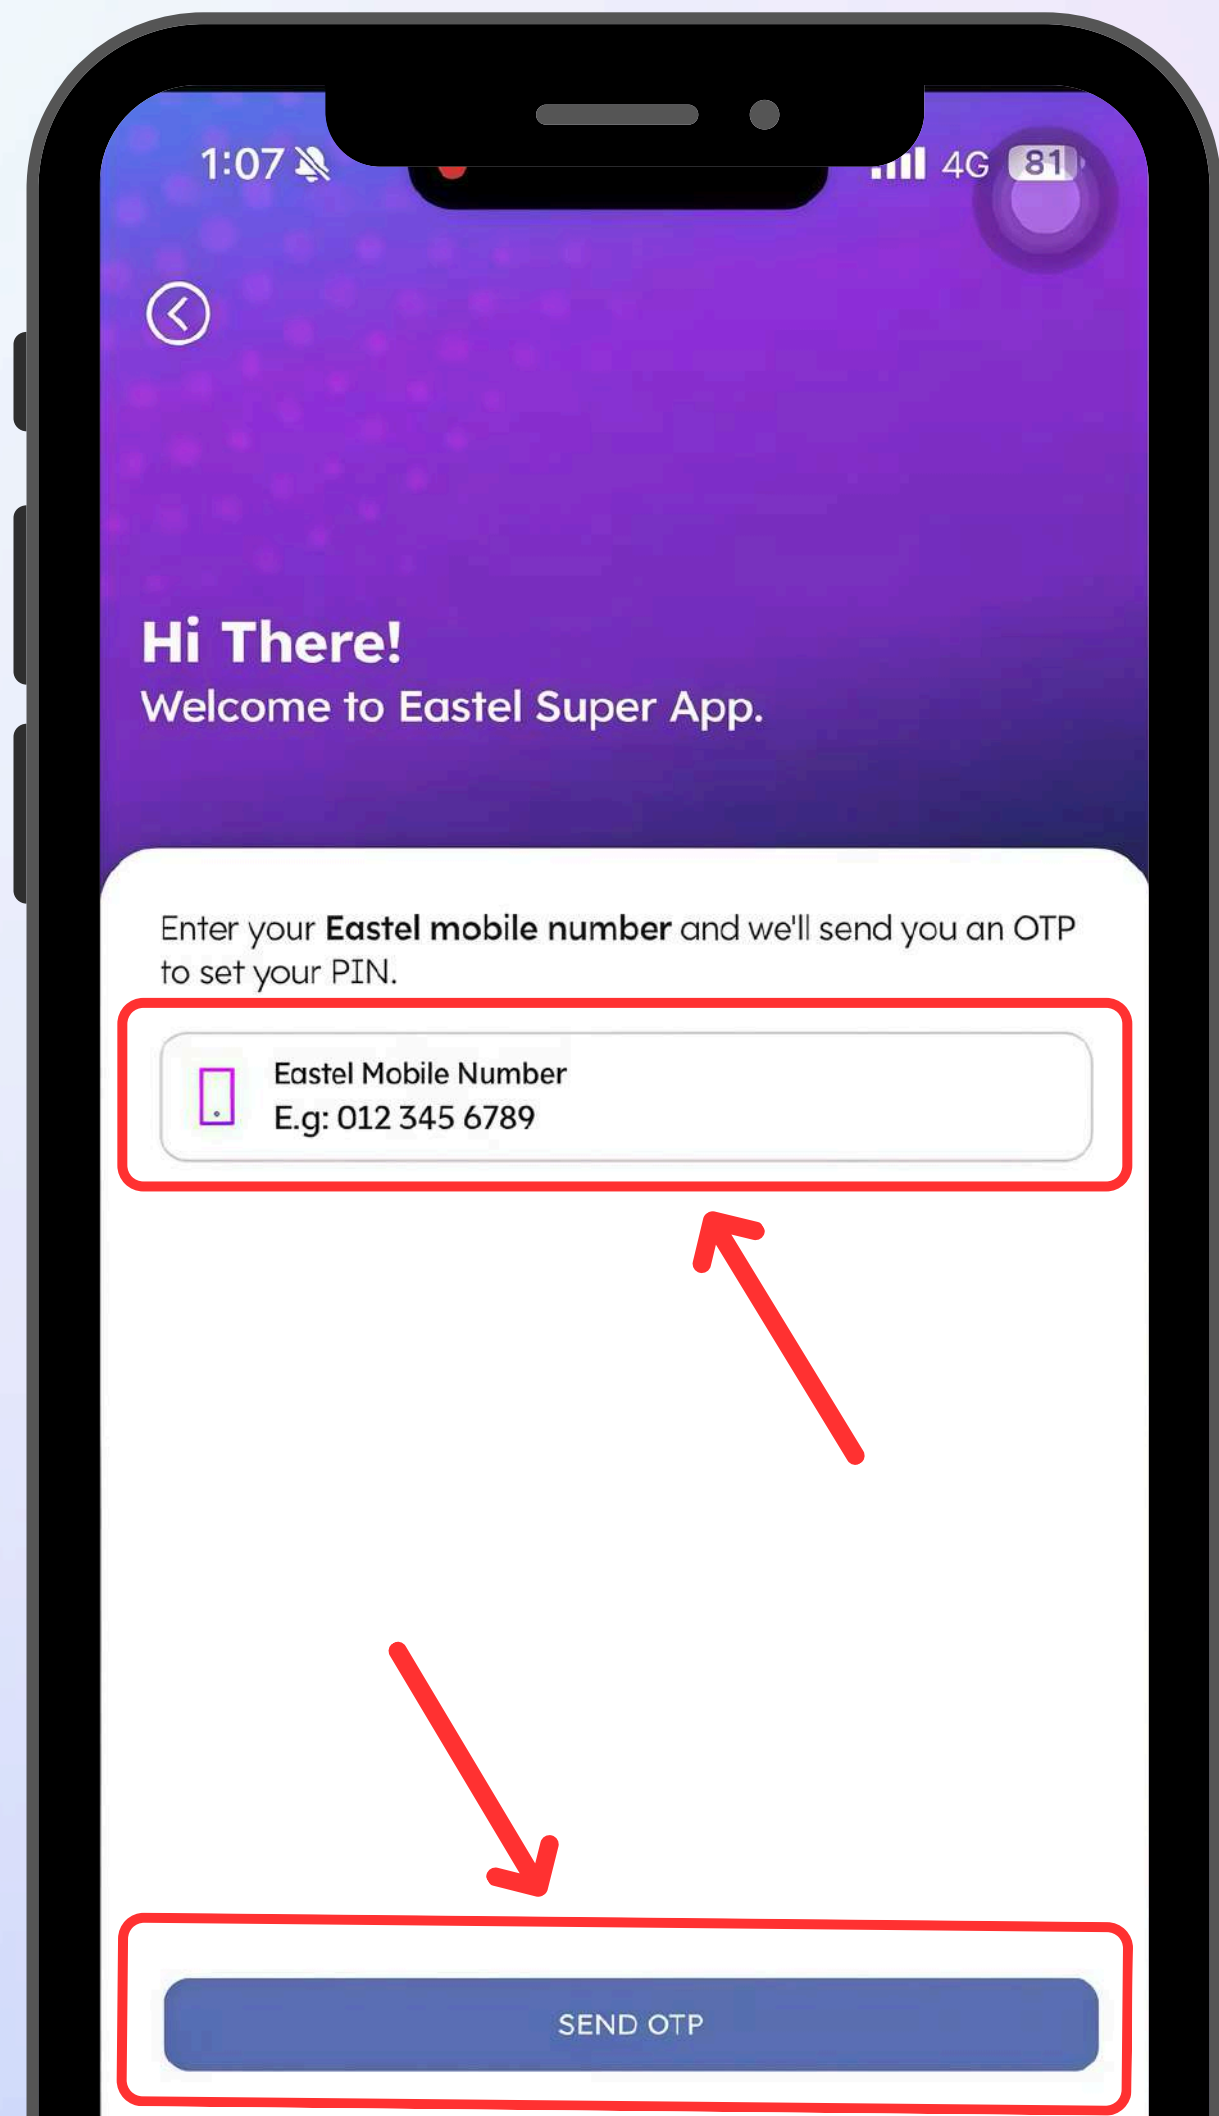 1:07
4G 81
Hi There!
Welcome to Eastel Super App.
Enter your Eastel mobile number and we'll send you an OTP
to set your PIN.
Eastel Mobile Number
E.g: 012 345 6789
SEND OTP